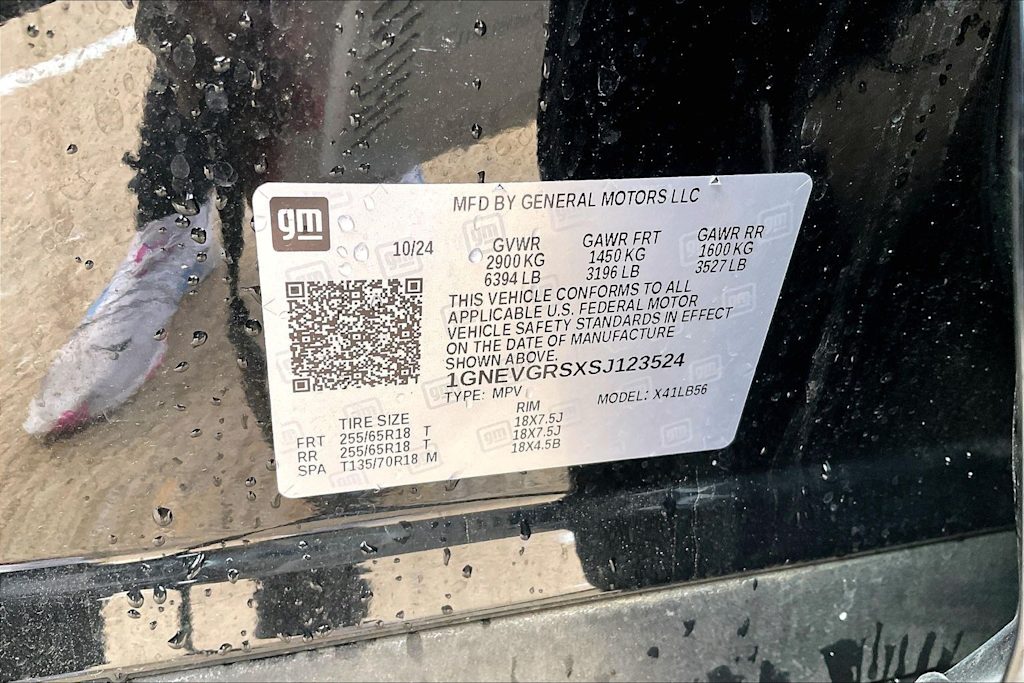 gm
MFD BY GENERAL MOTORS LLC
10/24
GVWR GAWR FRT GAWR RR
2900 KG 1450 KG 1600 KG
6394 LB 3196 LB 3527 LB
THIS VEHICLE CONFORMS TO ALL
APPLICABLE U.S. FEDERAL MOTOR
VEHICLE SAFETY STANDARDS IN EFFECT
ON THE DATE OF MANUFACTURE
SHOWN ABOVE.
1GNEVGRSXSJ123524
TYPE: MPV MODEL: X41LB56
TIRE SIZE RIM
FRT 255/65R18 T 18X7.5J
RR 255/65R18 T 18X7.5J
SPA T135/70R18 M 18X4.5B